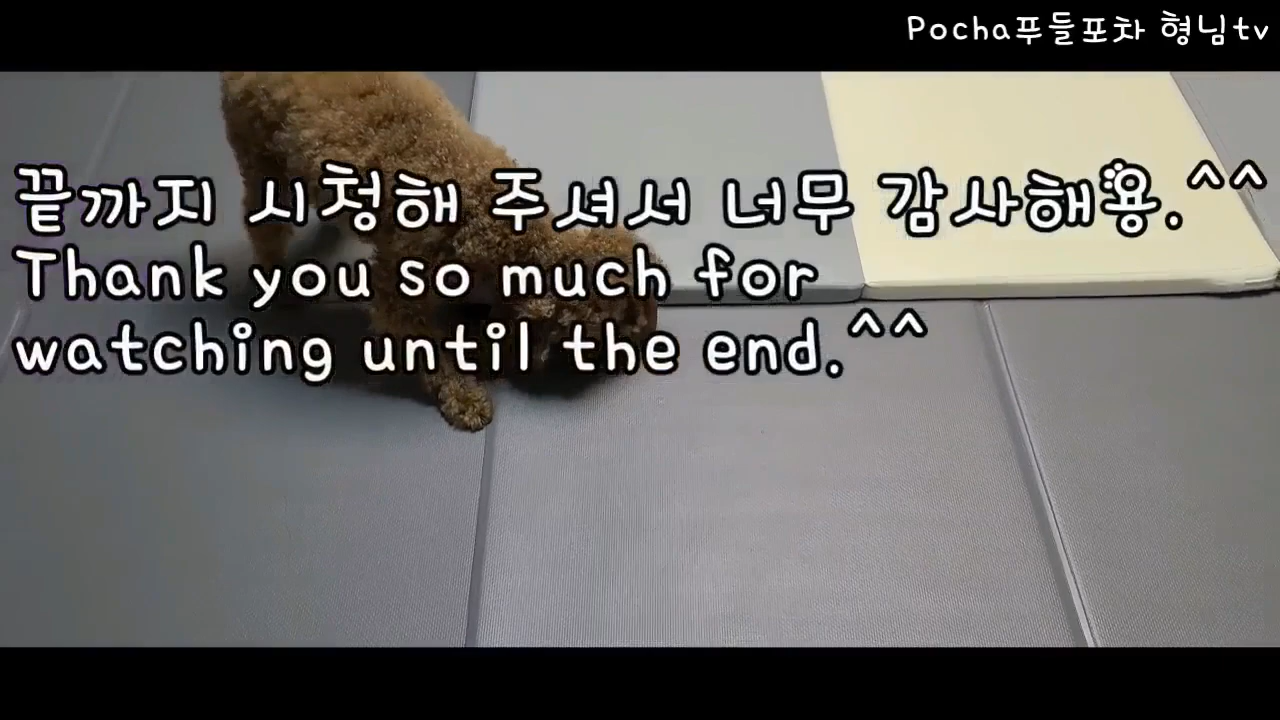 Pocha푸들포차 형님tv
끝까지 시청해 주셔서 너무 감사해용.^^
Thank you so much for
watching until the end.^^